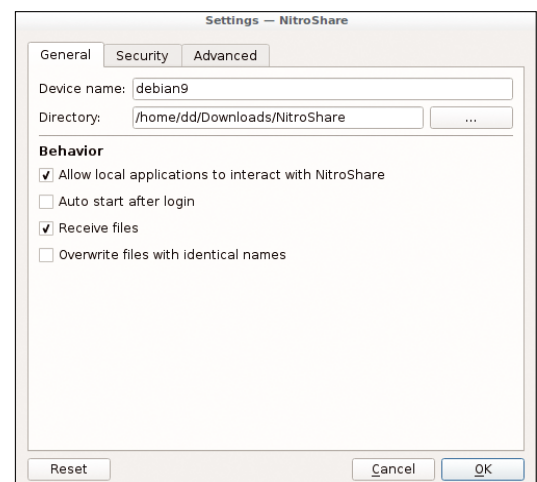 Settings — NitroShare
General Security Advanced
Device name: debian9
Directory: /home/dd/Downloads/NitroShare ...
Behavior
Allow local applications to interact with NitroShare
Auto start after login
Receive files
Overwrite files with identical names
Reset Cancel OK